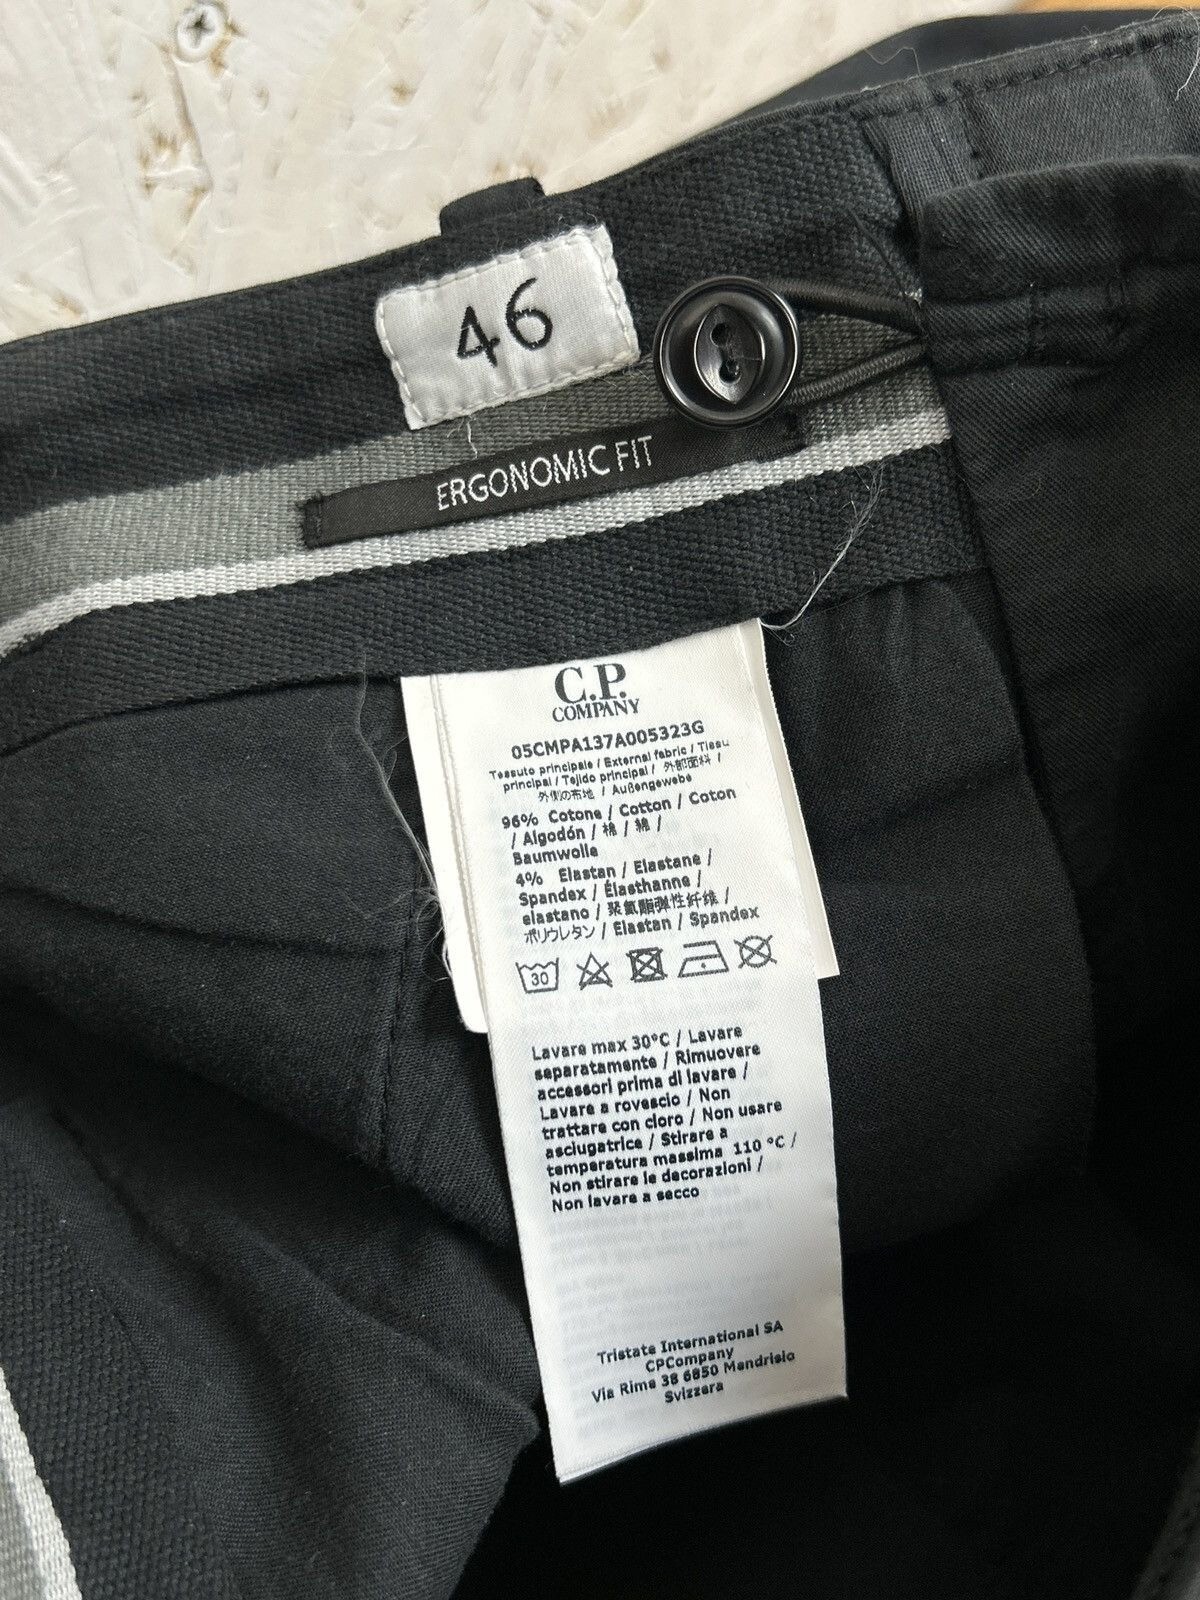 46
ERGONOMIC FIT
C.P.
COMPANY
05CMPA137A005323G
Tessuto principale / External fabric / Tissu
principal / Tejido principal / 外部面料 /
外側の布地 / Außengewebe
96% Cotone / Cotton / Coton
/ Algodón / 棉 / 綿 /
Baumwolle
4% Elastan / Elastane /
Spandex / Élasthanne /
elastano / 聚氨酯弹性纤维 /
ポリウレタン / Elastan / Spandex
30
Lavare max 30°C / Lavare
separatamente / Rimuovere
accessori prima di lavare /
Lavare a rovescio / Non
trattare con cloro / Non usare
asciugatrice / Stirare a
temperatura massima 110 °C /
Non stirare le decorazioni /
Non lavare a secco
Tristate International SA
CPCompany
Via Rime 38 6850 Mendrisio
Svizzera